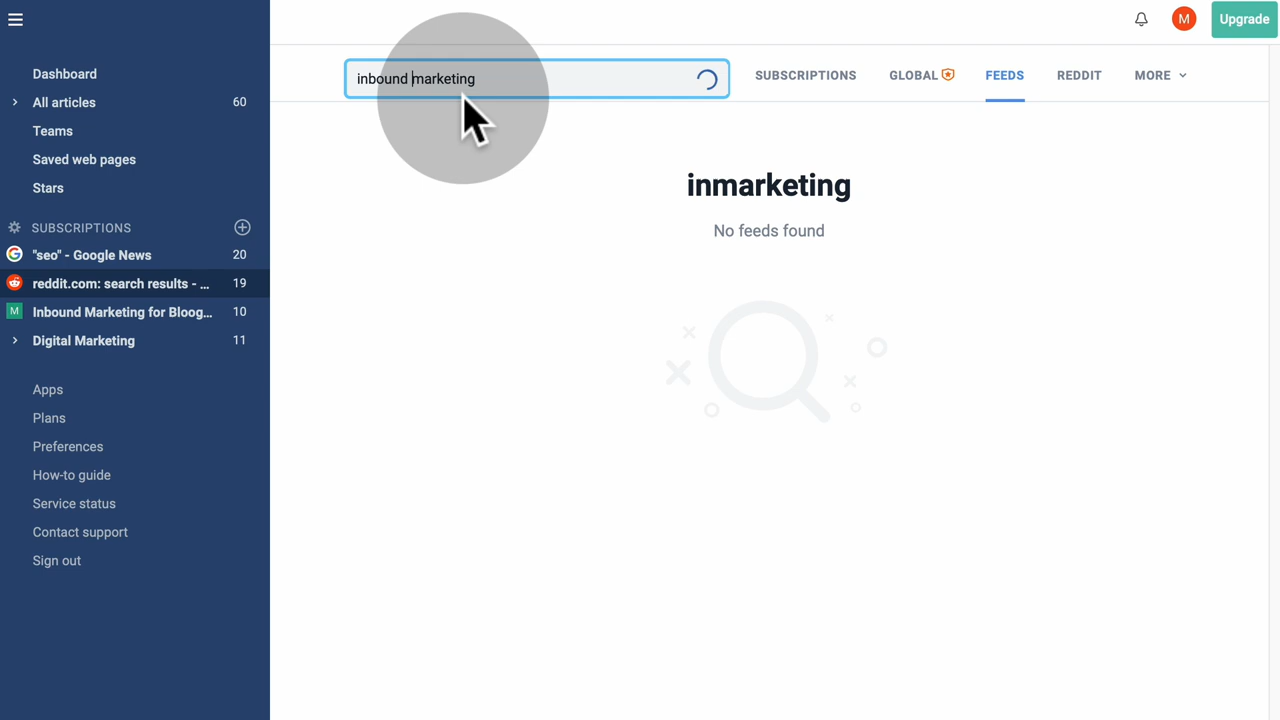 M
Upgrade
inbound marketing
SUBSCRIPTIONS
GLOBAL
FEEDS
REDDIT
MORE
Dashboard
All articles 60
Teams
Saved web pages
Stars
SUBSCRIPTIONS
"seo" - Google News 20
reddit.com: search results - ... 19
M Inbound Marketing for Bloog... 10
Digital Marketing 11
Apps
Plans
Preferences
How-to guide
Service status
Contact support
Sign out
inmarketing
No feeds found